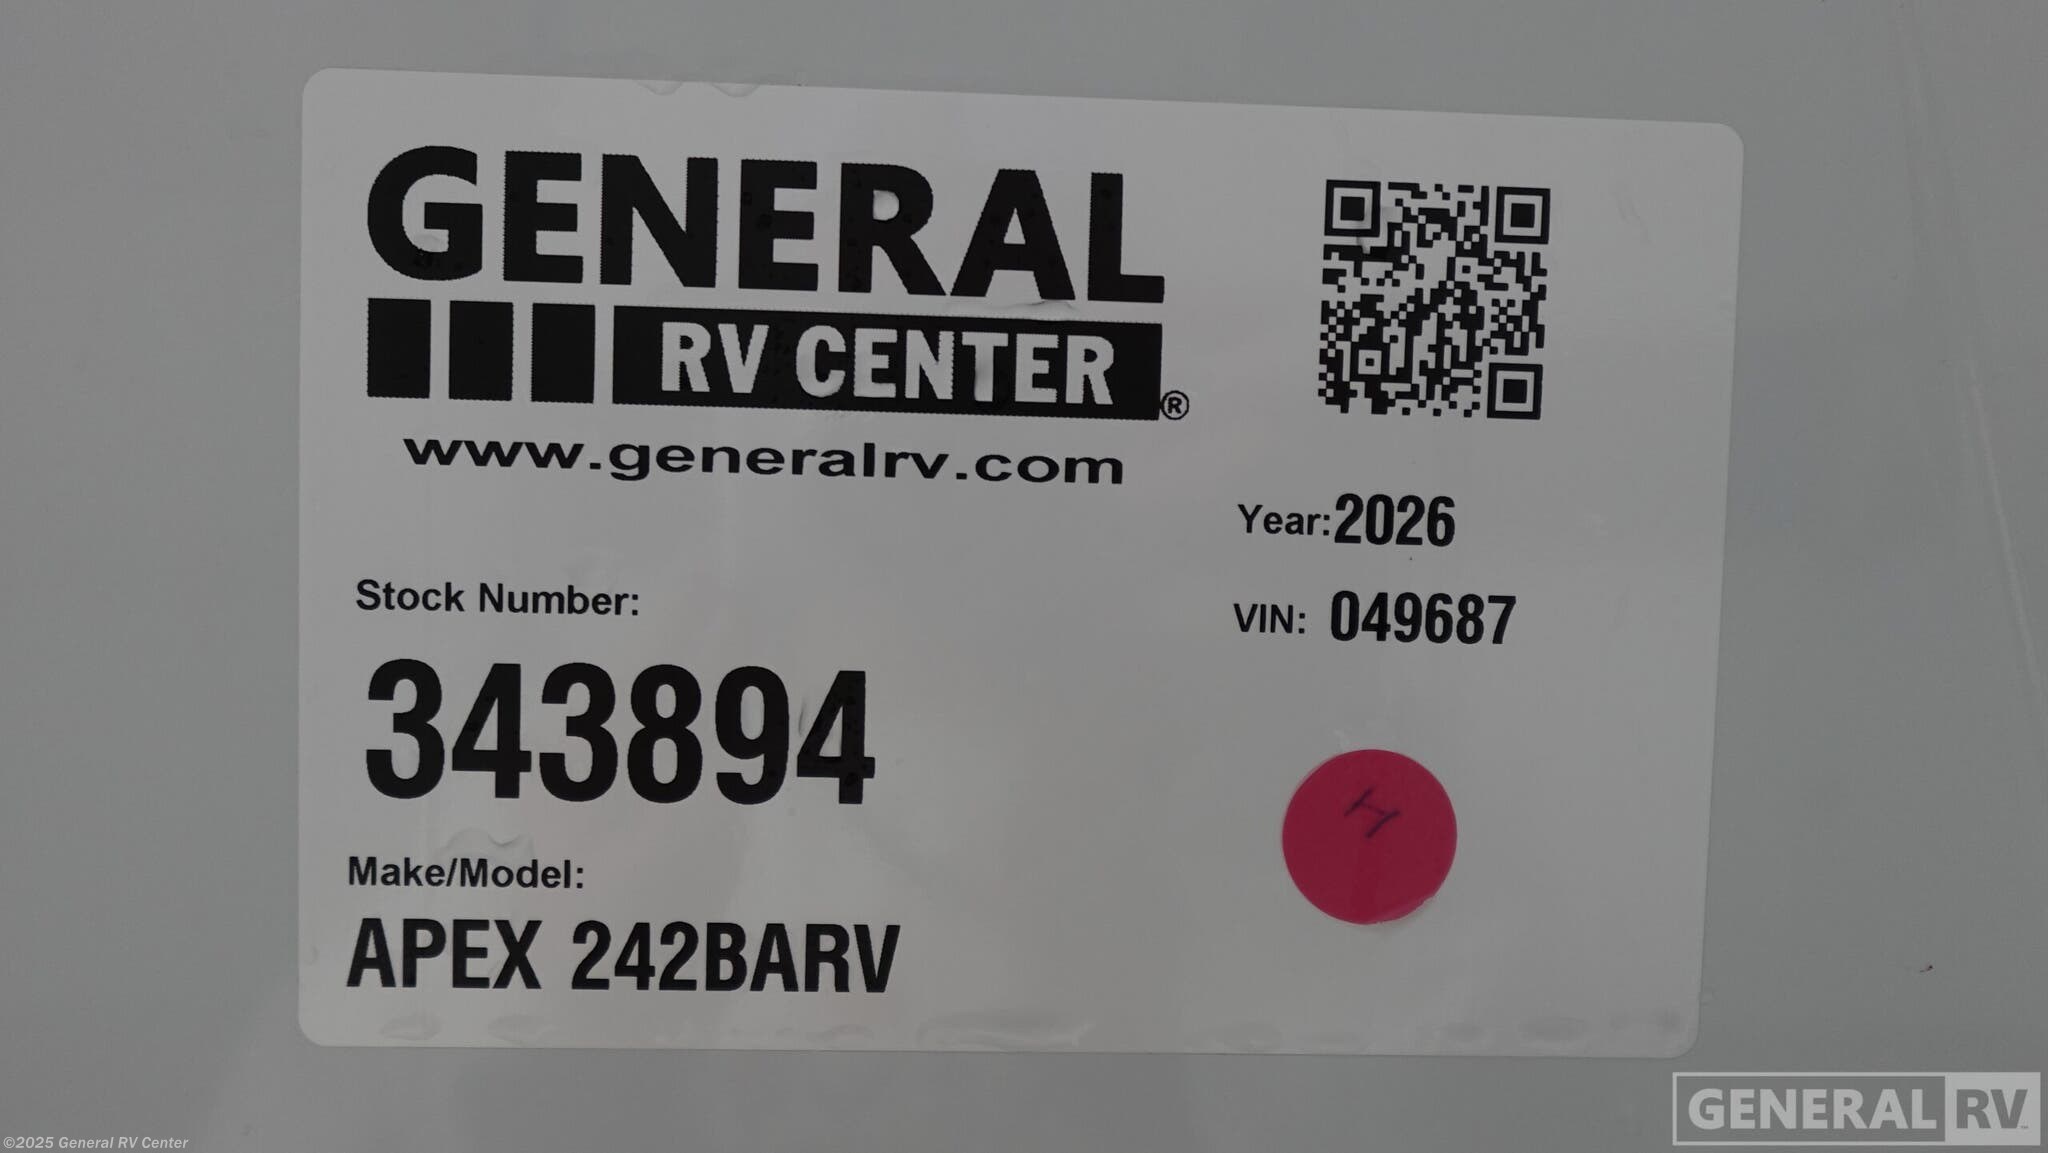 GENERAL
RV CENTER®
www.generalrv.com
Year: 2026
VIN: 049687
Stock Number:
343894
Make/Model:
APEX 242BARV
H
©2025 General RV Center
GENERAL RV™